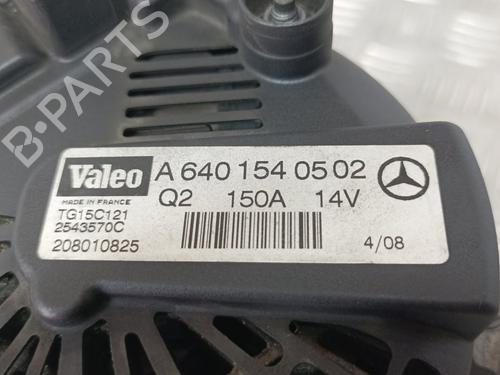 B-PARTS
Valeo A 640 154 05 02
MADE IN FRANCE Q2 150A 14V
TG15C121
2543570C
208010825 4/08